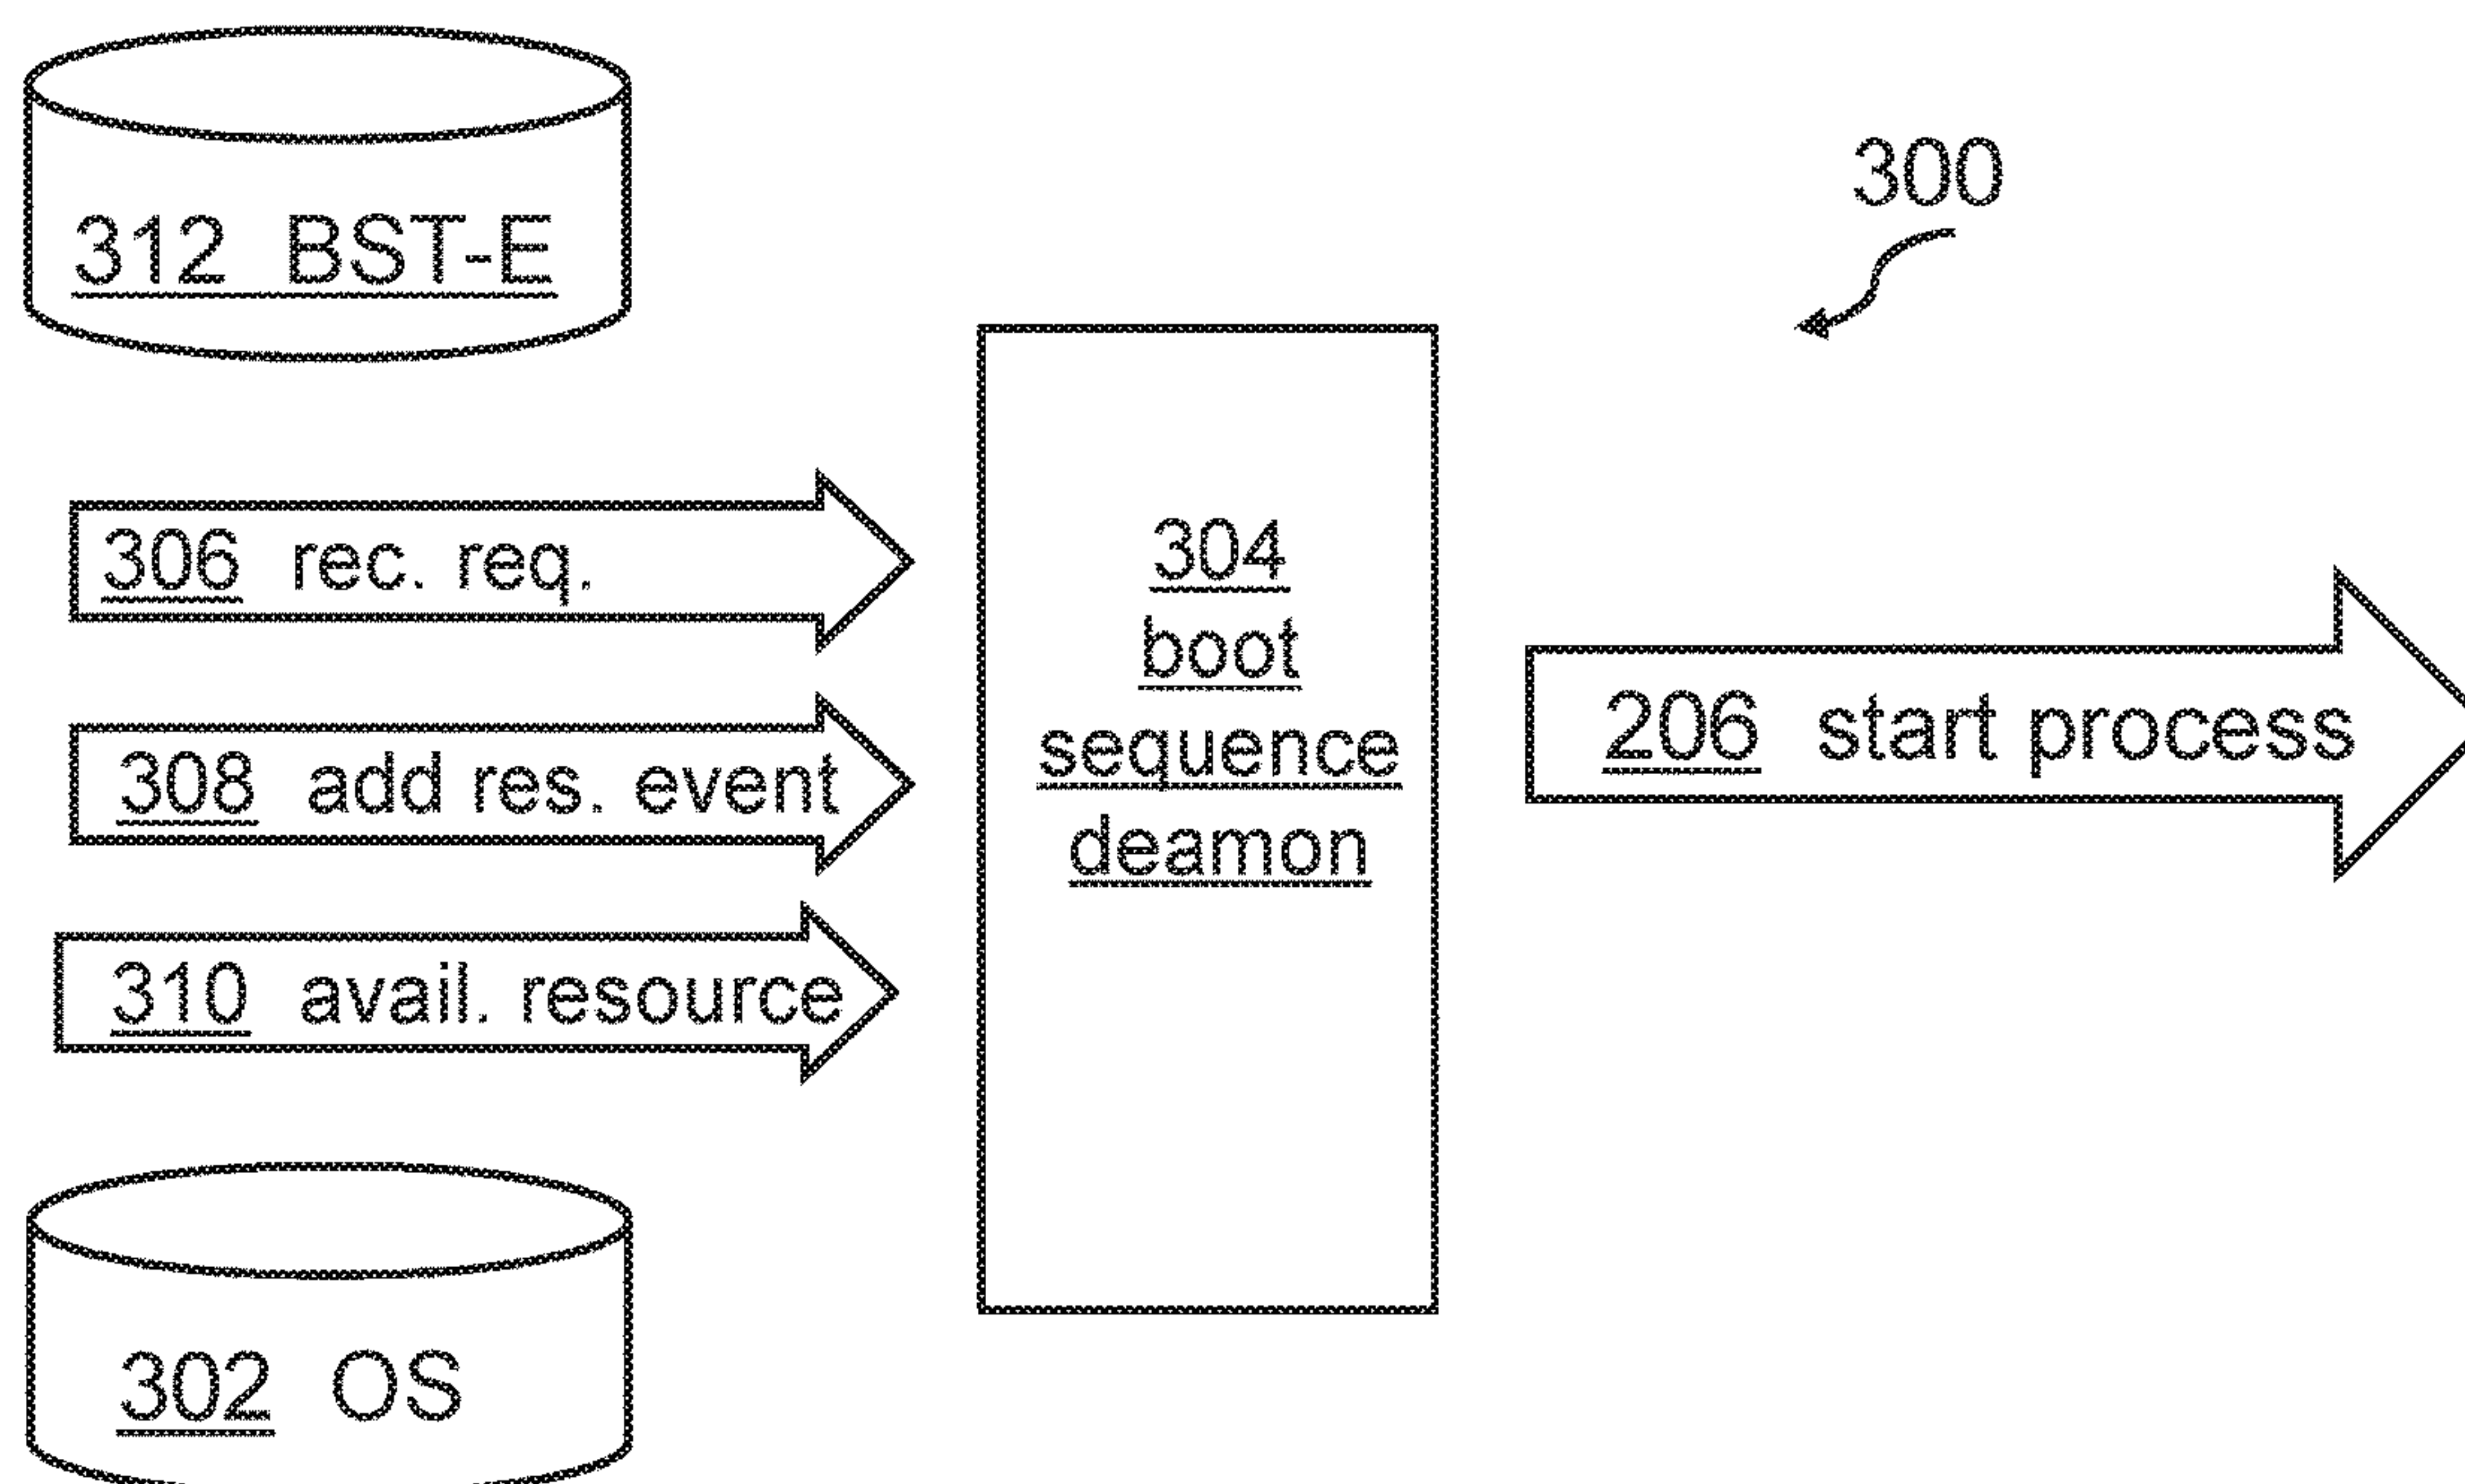 312 BST-E
300
306 rec. req.
304
boot
sequence
deamon
308 add res. event
206 start process
310 avail. resource
302 OS